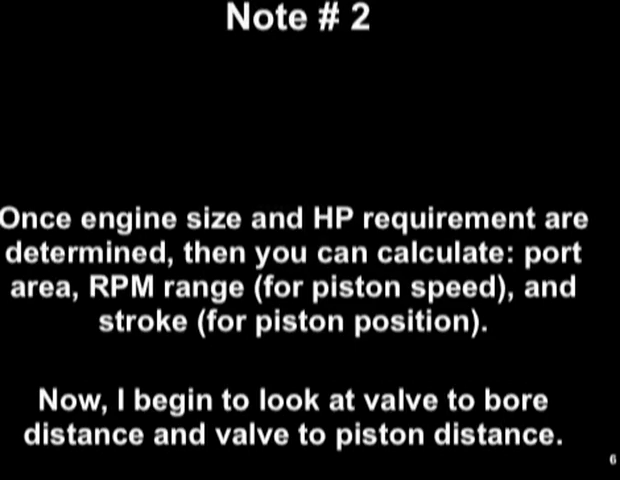 Note # 2
Once engine size and HP requirement are
determined, then you can calculate: port
area, RPM range (for piston speed), and
stroke (for piston position).
Now, I begin to look at valve to bore
distance and valve to piston distance.
6